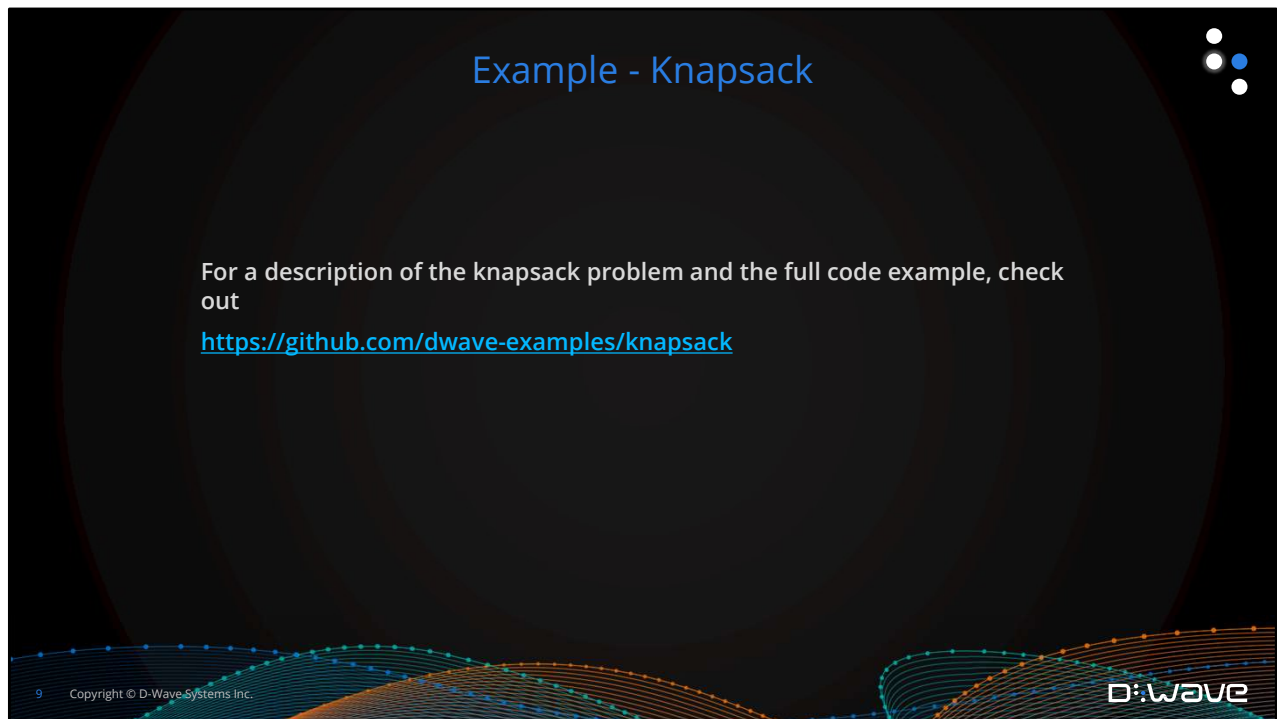 Example - Knapsack
For a description of the knapsack problem and the full code example, check
out
https://github.com/dwave-examples/knapsack
9 Copyright © D-Wave Systems Inc.
D:wave